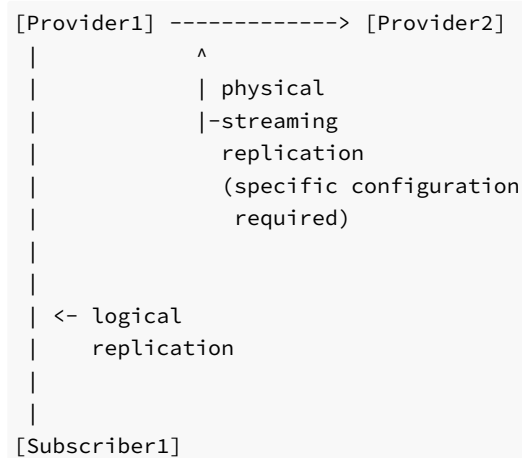 [Provider1] -------------> [Provider2]
 |            ^
 |            | physical
 |            |-streaming
 |              replication
 |              (specific configuration
 |               required)
 |
 |
 | <- logical
 |    replication
 |
 |
[Subscriber1]